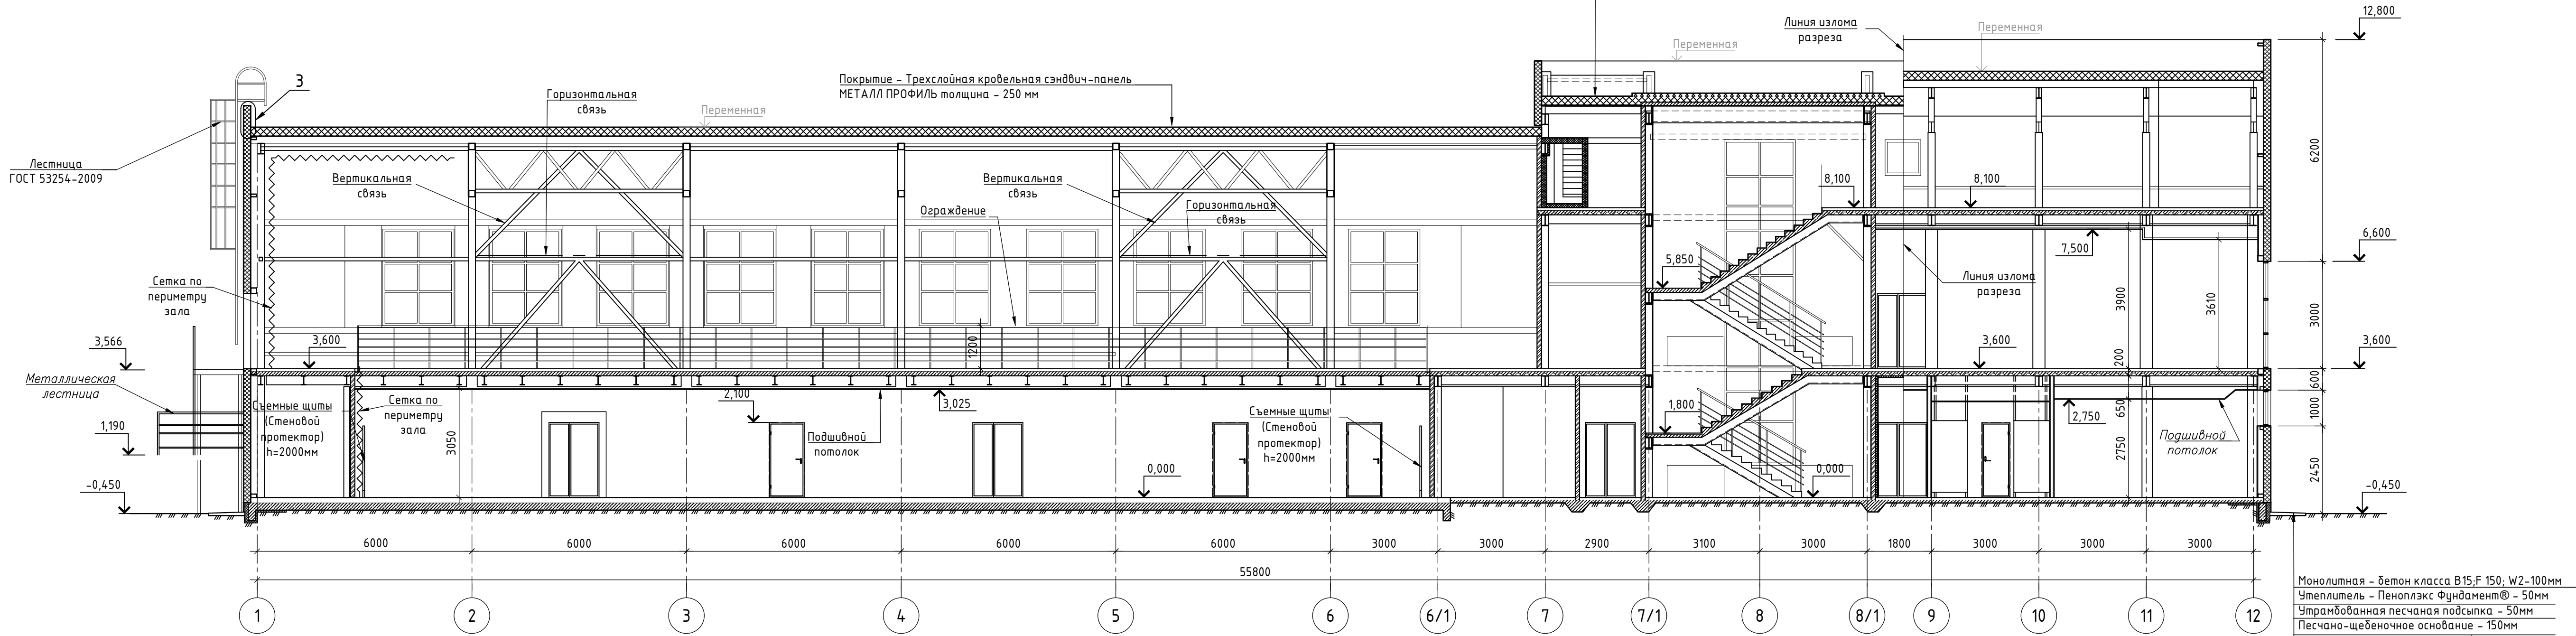 12,800
Линия излома
разреза
Переменная
Переменная
3
Покрытие - Трехслойная кровельная сэндвич-панель
МЕТАЛЛ ПРОФИЛЬ толщина - 250 мм
Горизонтальная
связь
Переменная
6200
Лестница
ГОСТ 53254-2009
Вертикальная
связь
Вертикальная
связь
8,100
8,100
Ограждение
Горизонтальная
связь
6,600
7,500
5,850
Сетка по
периметру
зала
Линия излома
разреза
3900
3610
3000
3,566
3,600
1200
3,600
200
3,600
Металлическая
лестница
600
Съемные щиты
(Стеновой
протектор)
h=2000мм
Сетка по
периметру
зала
2,100
3,025
Съемные щиты
(Стеновой
протектор)
h=2000мм
1,800
2,750
650
1000
1,190
3050
Подшивной
потолок
2750
Подшивной
потолок
0,000
0,000
2450
-0,450
-0,450
6000
6000
6000
6000
6000
3000
3000
2900
3100
3000
1800
3000
3000
3000
55800
Монолитная - бетон класса В15;F 150; W2-100мм
Утеплитель - Пеноплэкс Фундамент® - 50мм
Утрамбованная песчаная подсыпка - 50мм
Песчано-щебеночное основание - 150мм
1
2
3
4
5
6
6/1
7
7/1
8
8/1
9
10
11
12